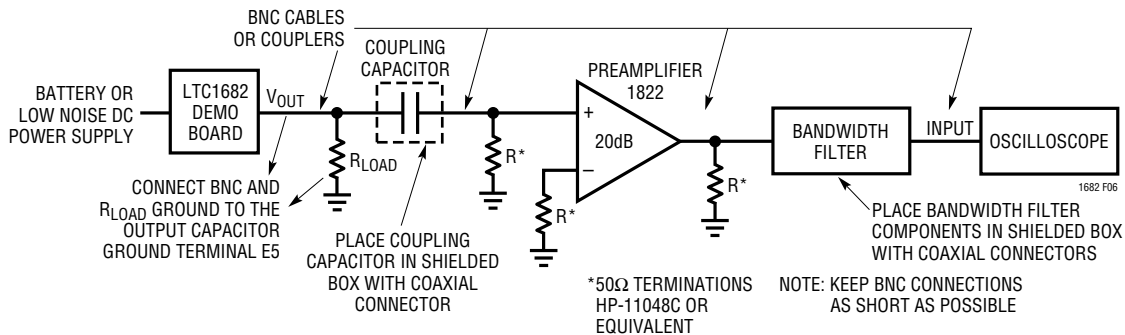 BNC CABLES
OR COUPLERS
COUPLING
CAPACITOR
PREAMPLIFIER
1822
BATTERY OR
LOW NOISE DC
POWER SUPPLY
LTC1682
DEMO
BOARD
VOUT
RLOAD
R*
+
20dB
−
R*
R*
BANDWIDTH
FILTER
INPUT
OSCILLOSCOPE
1682 F06
CONNECT BNC AND
RLOAD GROUND TO THE
OUTPUT CAPACITOR
GROUND TERMINAL E5
PLACE COUPLING
CAPACITOR IN SHIELDED
BOX WITH COAXIAL
CONNECTOR
PLACE BANDWIDTH FILTER
COMPONENTS IN SHIELDED BOX
WITH COAXIAL CONNECTORS
*50Ω TERMINATIONS
HP-11048C OR
EQUIVALENT
NOTE: KEEP BNC CONNECTIONS
AS SHORT AS POSSIBLE